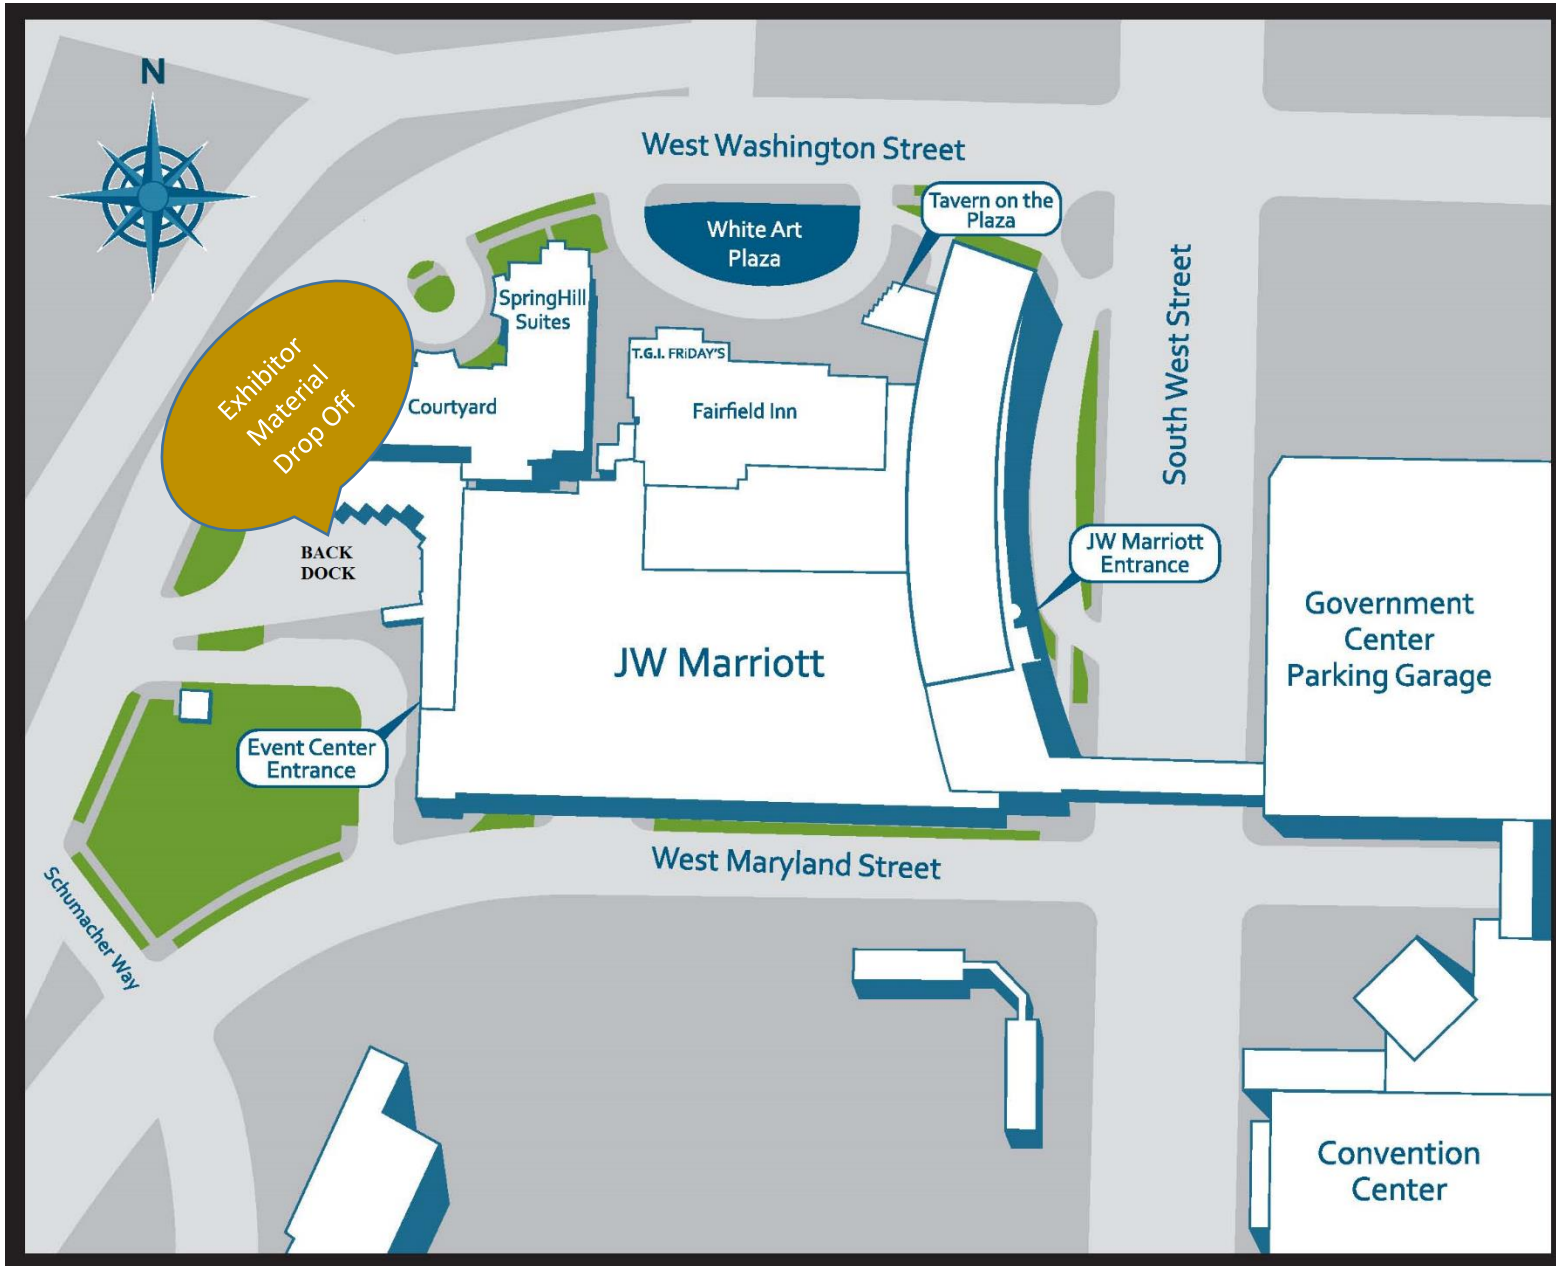 N
West Washington Street
Tavern on the
Plaza
White Art
Plaza
SpringHill
Suites
South West Street
T.G.I. FRiDAY'S
Exhibitor
Material
Drop Off
Courtyard
Fairfield Inn
BACK
DOCK
JW Marriott
Entrance
Government
Center
Parking Garage
JW Marriott
Event Center
Entrance
West Maryland Street
Schumacher Way
Convention
Center